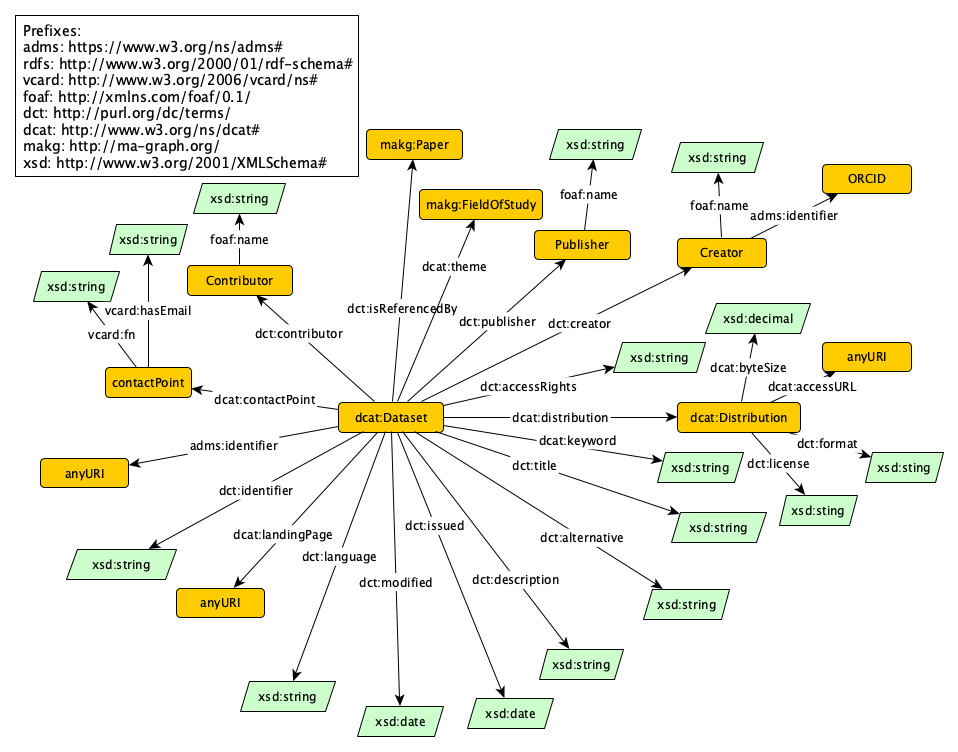 Prefixes:
adms: https://www.w3.org/ns/adms#
rdfs: http://www.w3.org/2000/01/rdf-schema#
vcard: http://www.w3.org/2006/vcard/ns#
foaf: http://xmlns.com/foaf/0.1/
dct: http://purl.org/dc/terms/
dcat: http://www.w3.org/ns/dcat#
makg: http://ma-graph.org/
xsd: http://www.w3.org/2001/XMLSchema#
makg:Paper
xsd:string
xsd:string
ORCID
xsd:string
makg:FieldOfStudy
foaf:name
foaf:name
adms:identifier
xsd:string
foaf:name
Publisher
Creator
dcat:theme
Contributor
xsd:string
vcard:hasEmail
dct:isReferencedBy
dct:publisher
dct:creator
xsd:decimal
vcard:fn
dct:contributor
xsd:string
anyURI
dcat:byteSize
contactPoint
dct:accessRights
dcat:accessURL
dcat:contactPoint
dcat:Dataset
dcat:distribution
dcat:Distribution
adms:identifier
dcat:keyword
dct:format
anyURI
dct:title
xsd:string
dct:license
xsd:sting
dct:identifier
xsd:sting
dcat:landingPage
dct:issued
dct:alternative
xsd:string
xsd:string
dct:language
dct:modified
dct:description
anyURI
xsd:string
xsd:string
xsd:string
xsd:date
xsd:date